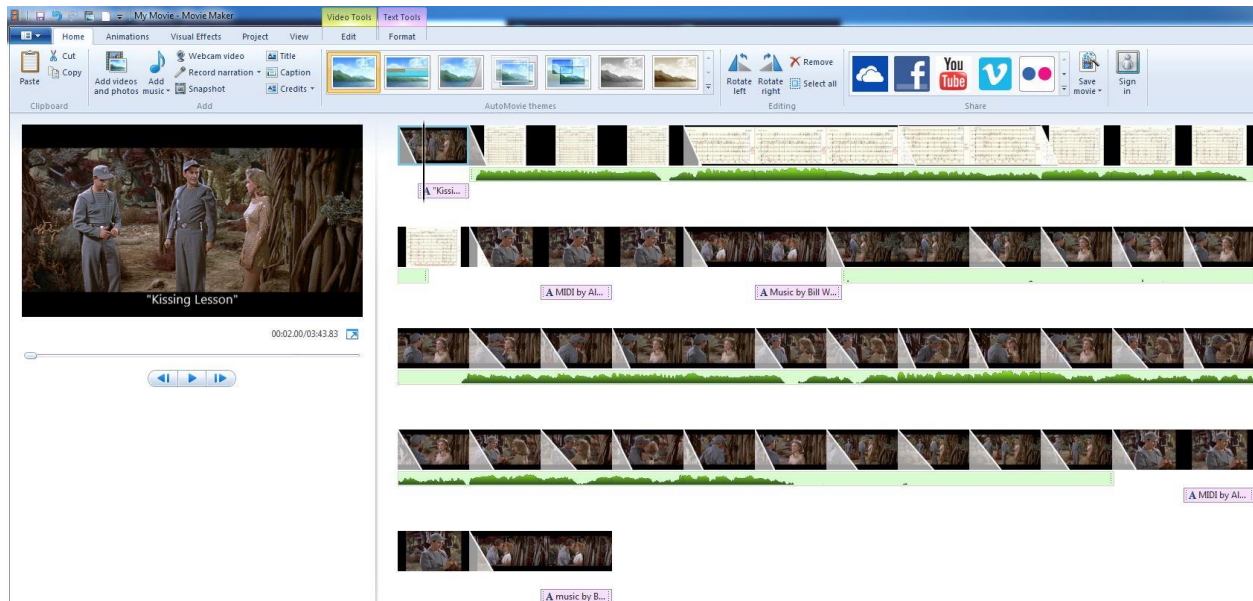 My Movie - Movie Maker
Video Tools
Text Tools
Home
Animations
Visual Effects
Project
View
Edit
Format
Paste
Cut
Copy
Clipboard
Add videos
and photos
Add
music
Webcam video
Record narration
Snapshot
Title
Caption
Credits
Add
AutoMovie themes
Rotate
left
Rotate
right
Remove
Select all
Editing
f
You
Tube
V
Share
Save
movie
Sign
in
"Kissing Lesson"
00:02.00/03:43.83
A "Kissi...
A MIDI by Al...
A Music by Bill W...
A MIDI by Al...
A music by B...